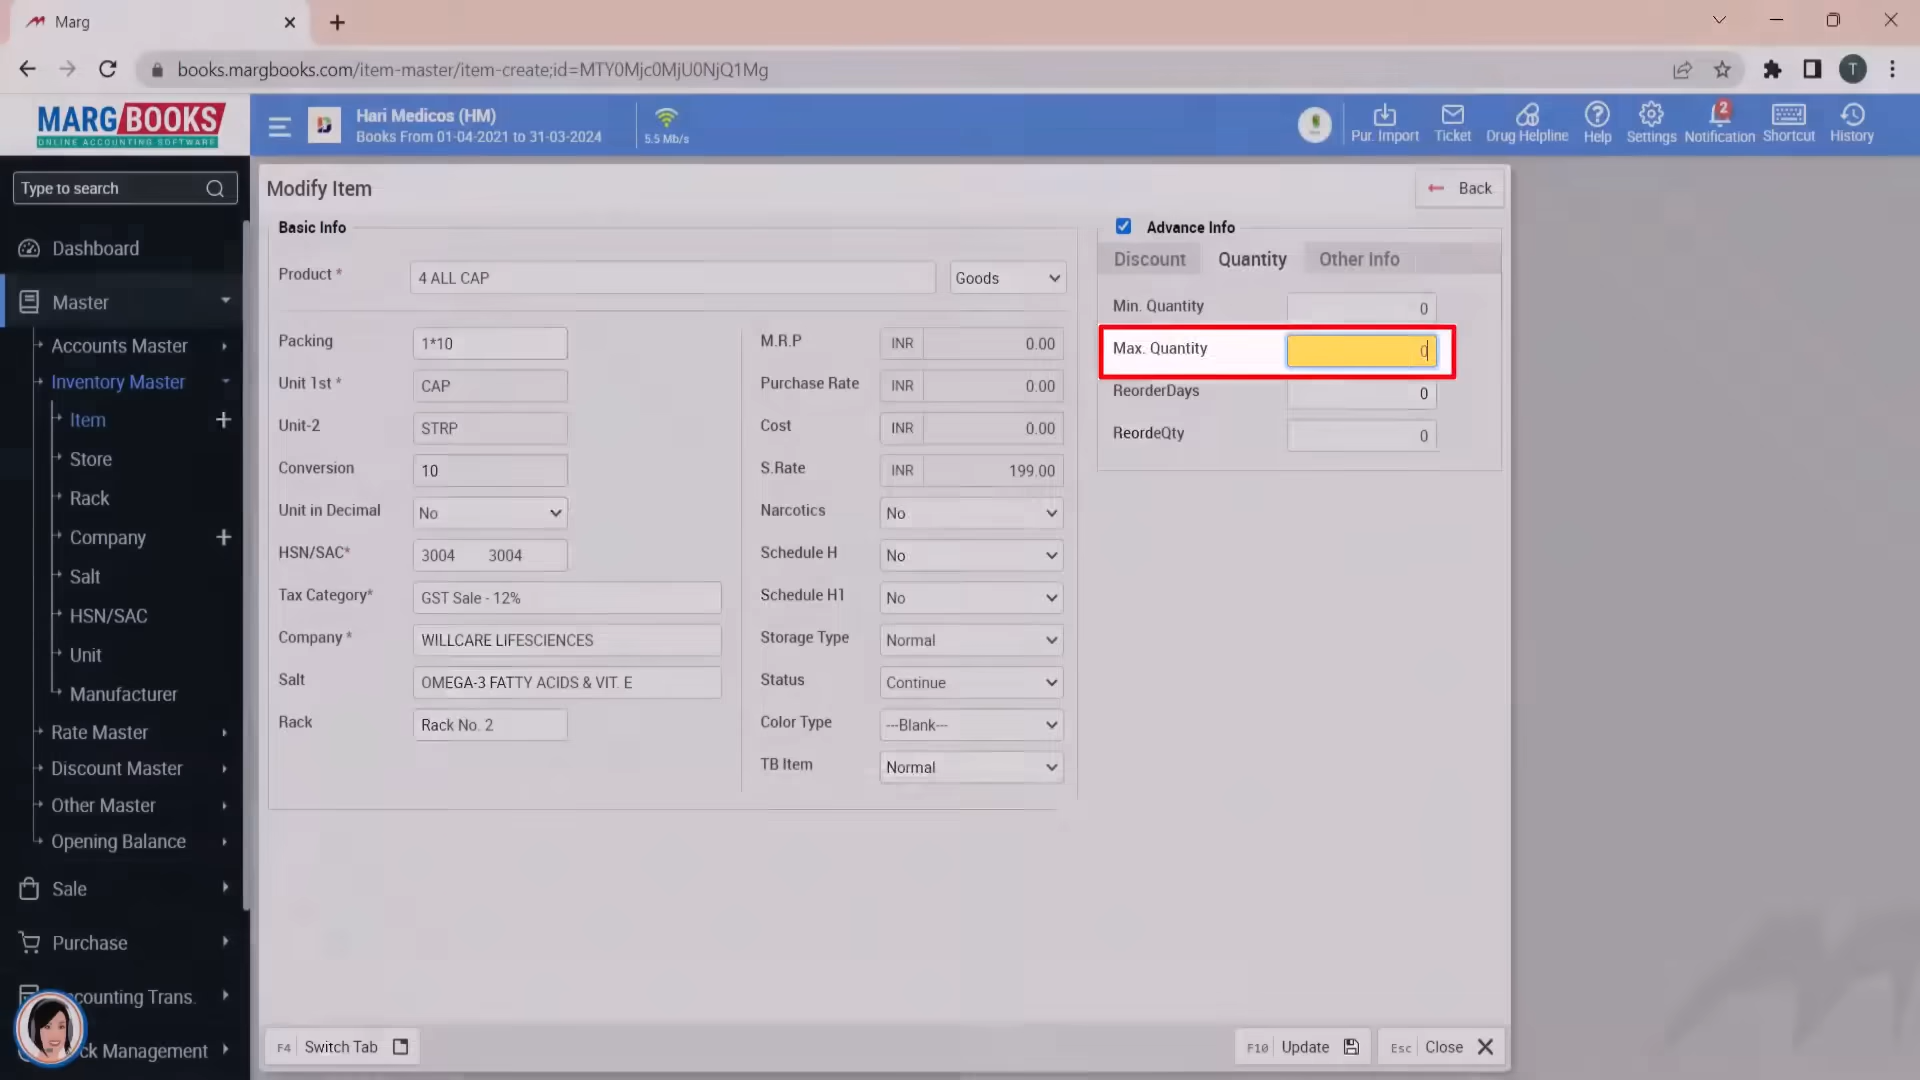 Marg
books.margbooks.com/item-master/item-create;id=MTY0Mjc0MjU0NjQ1Mg
T
MARG BOOKS
ONLINE ACCOUNTING SOFTWARE
Hari Medicos (HM)
Books From 01-04-2021 to 31-03-2024
5.5 Mb/s
Pur. Import
Ticket
Drug Helpline
Help
Settings
2
Notification
Shortcut
History
Type to search
Dashboard
Master
Accounts Master
Inventory Master
Item
Store
Rack
Company
Salt
HSN/SAC
Unit
Manufacturer
Rate Master
Discount Master
Other Master
Opening Balance
Sale
Purchase
counting Trans.
ck Management
Modify Item
Back
Basic Info
Product * 4 ALL CAP Goods
Packing 1*10
Unit 1st * CAP
Unit-2 STRP
Conversion 10
Unit in Decimal No
HSN/SAC* 3004 3004
Tax Category* GST Sale - 12%
Company * WILLCARE LIFESCIENCES
Salt OMEGA-3 FATTY ACIDS & VIT. E
Rack Rack No. 2
M.R.P INR 0.00
Purchase Rate INR 0.00
Cost INR 0.00
S.Rate INR 199.00
Narcotics No
Schedule H No
Schedule H1 No
Storage Type Normal
Status Continue
Color Type ---Blank---
TB Item Normal
Advance Info
Discount Quantity Other Info
Min. Quantity 0
Max. Quantity 0
ReorderDays 0
ReordeQty 0
F4 Switch Tab
F10 Update
Esc Close